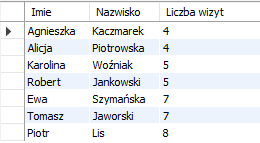 Imie Nazwisko Liczba wizyt
Agnieszka Kaczmarek 4
Alicja Piotrowska 4
Karolina Woźniak 5
Robert Jankowski 5
Ewa Szymańska 7
Tomasz Jaworski 7
Piotr Lis 8